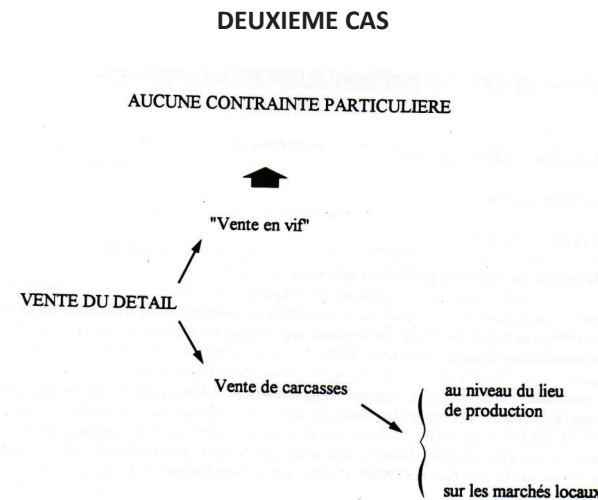 DEUXIEME CAS
AUCUNE CONTRAINTE PARTICULIERE
"Vente en vif"
VENTE DU DETAIL
Vente de carcasses
au niveau du lieu
de production
sur les marchés locaux